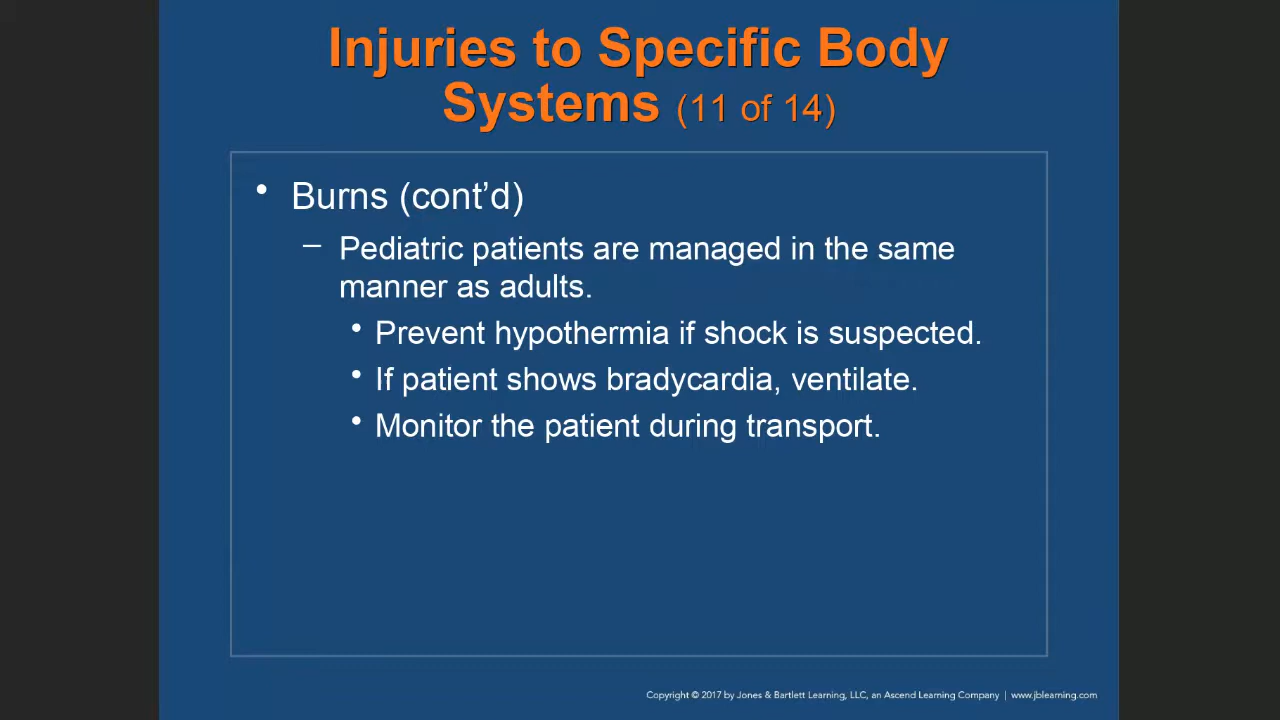 Injuries to Specific Body
Systems (11 of 14)
• Burns (cont’d)
– Pediatric patients are managed in the same
manner as adults.
• Prevent hypothermia if shock is suspected.
• If patient shows bradycardia, ventilate.
• Monitor the patient during transport.
Copyright © 2017 by Jones & Bartlett Learning, LLC, an Ascend Learning Company | www.jblearning.com